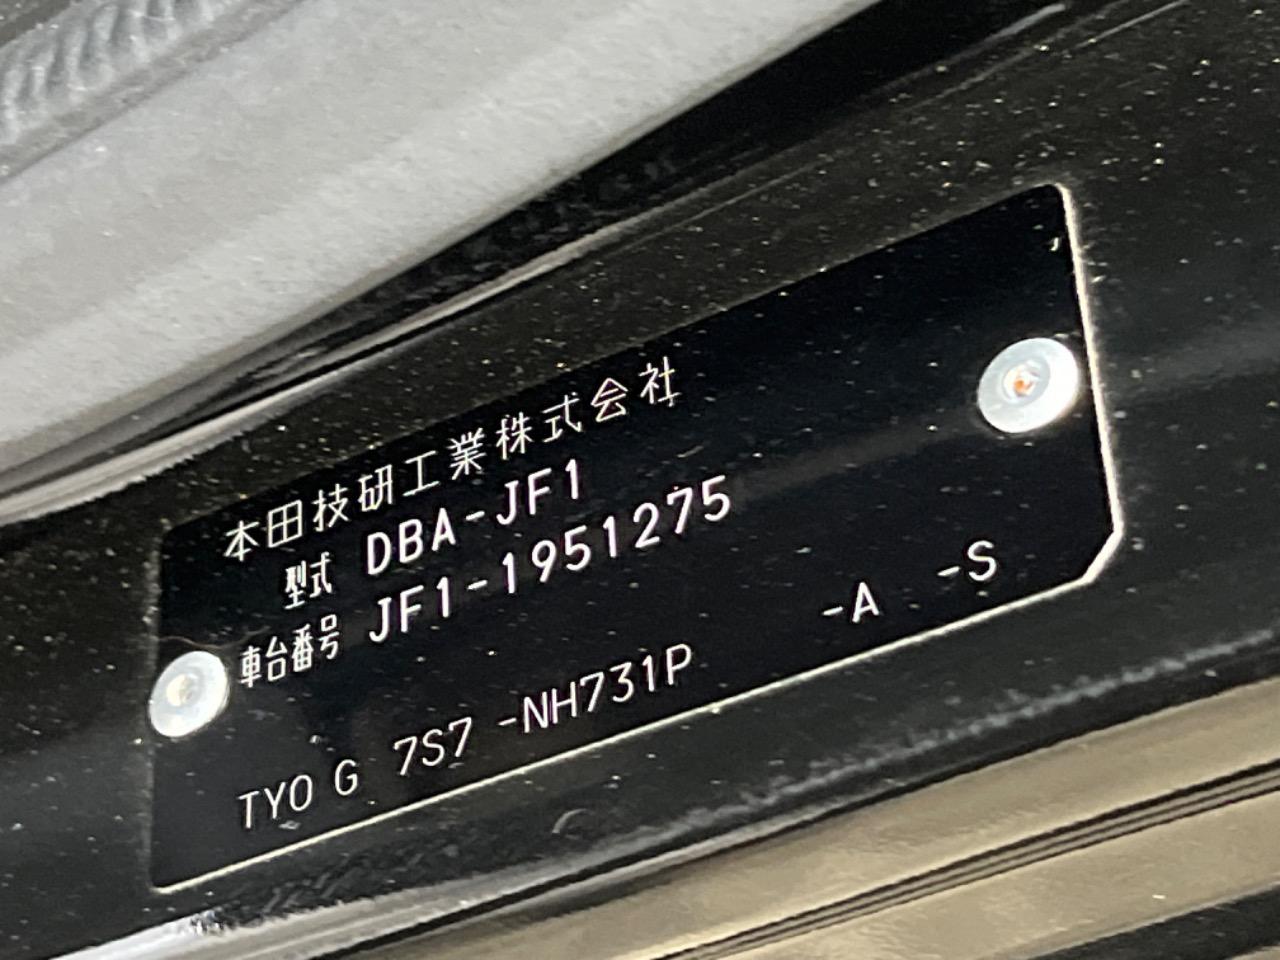 本田技研工業株式会社
型式 DBA-JF1
車台番号 JF1-1951275
TYO G 7S7 -NH731P -A -S